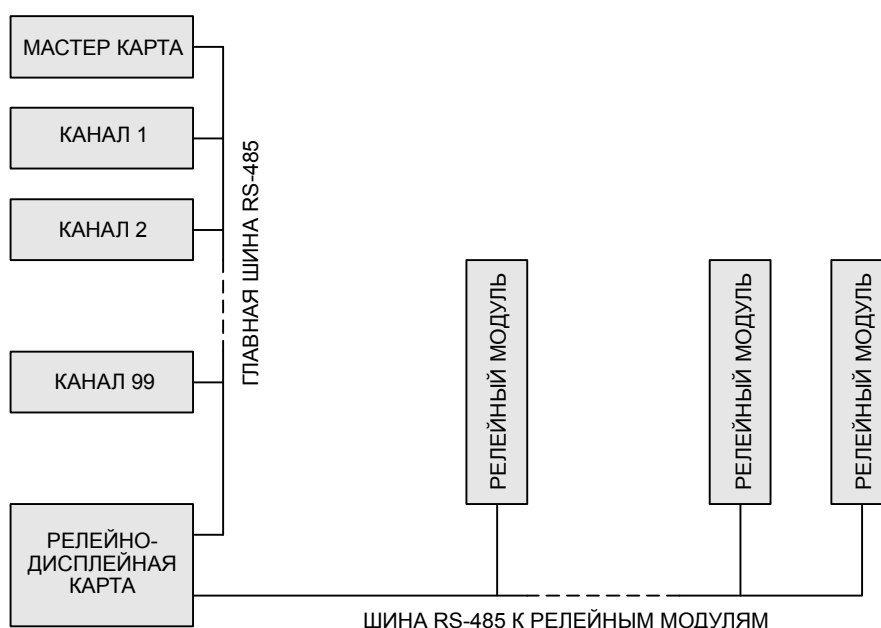 МАСТЕР КАРТА
КАНАЛ 1
КАНАЛ 2
ГЛАВНАЯ ШИНА RS-485
КАНАЛ 99
РЕЛЕЙНЫЙ МОДУЛЬ
РЕЛЕЙНЫЙ МОДУЛЬ
РЕЛЕЙНЫЙ МОДУЛЬ
РЕЛЕЙНО-
ДИСПЛЕЙНАЯ
КАРТА
ШИНА RS-485 К РЕЛЕЙНЫМ МОДУЛЯМ